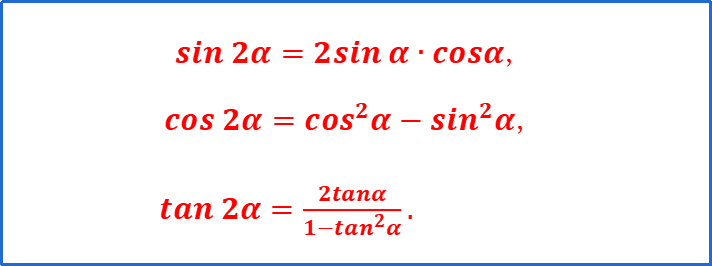 sin 2α = 2sin α · cosα,
cos 2α = cos²α − sin²α,
tan 2α = 2tanα / 1−tan²α .